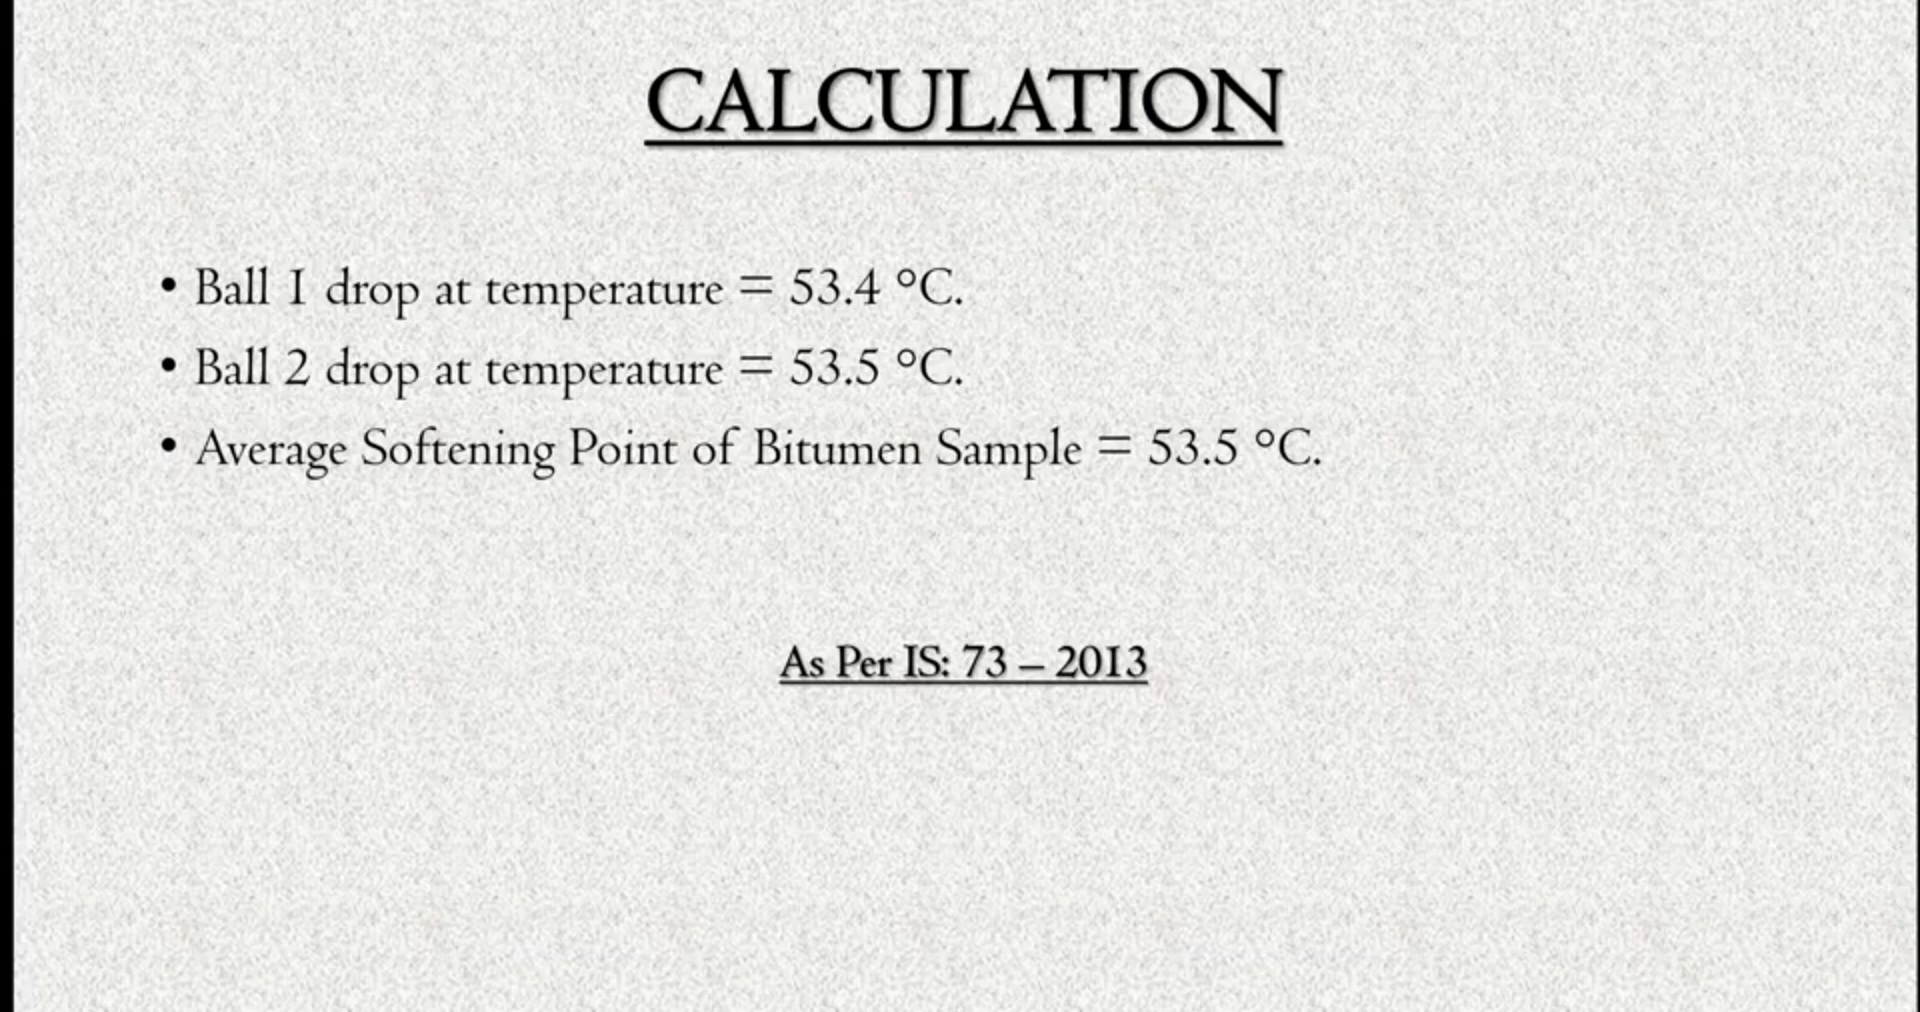 CALCULATION
• Ball 1 drop at temperature = 53.4 °C.
• Ball 2 drop at temperature = 53.5 °C.
• Average Softening Point of Bitumen Sample = 53.5 °C.
As Per IS: 73 – 2013